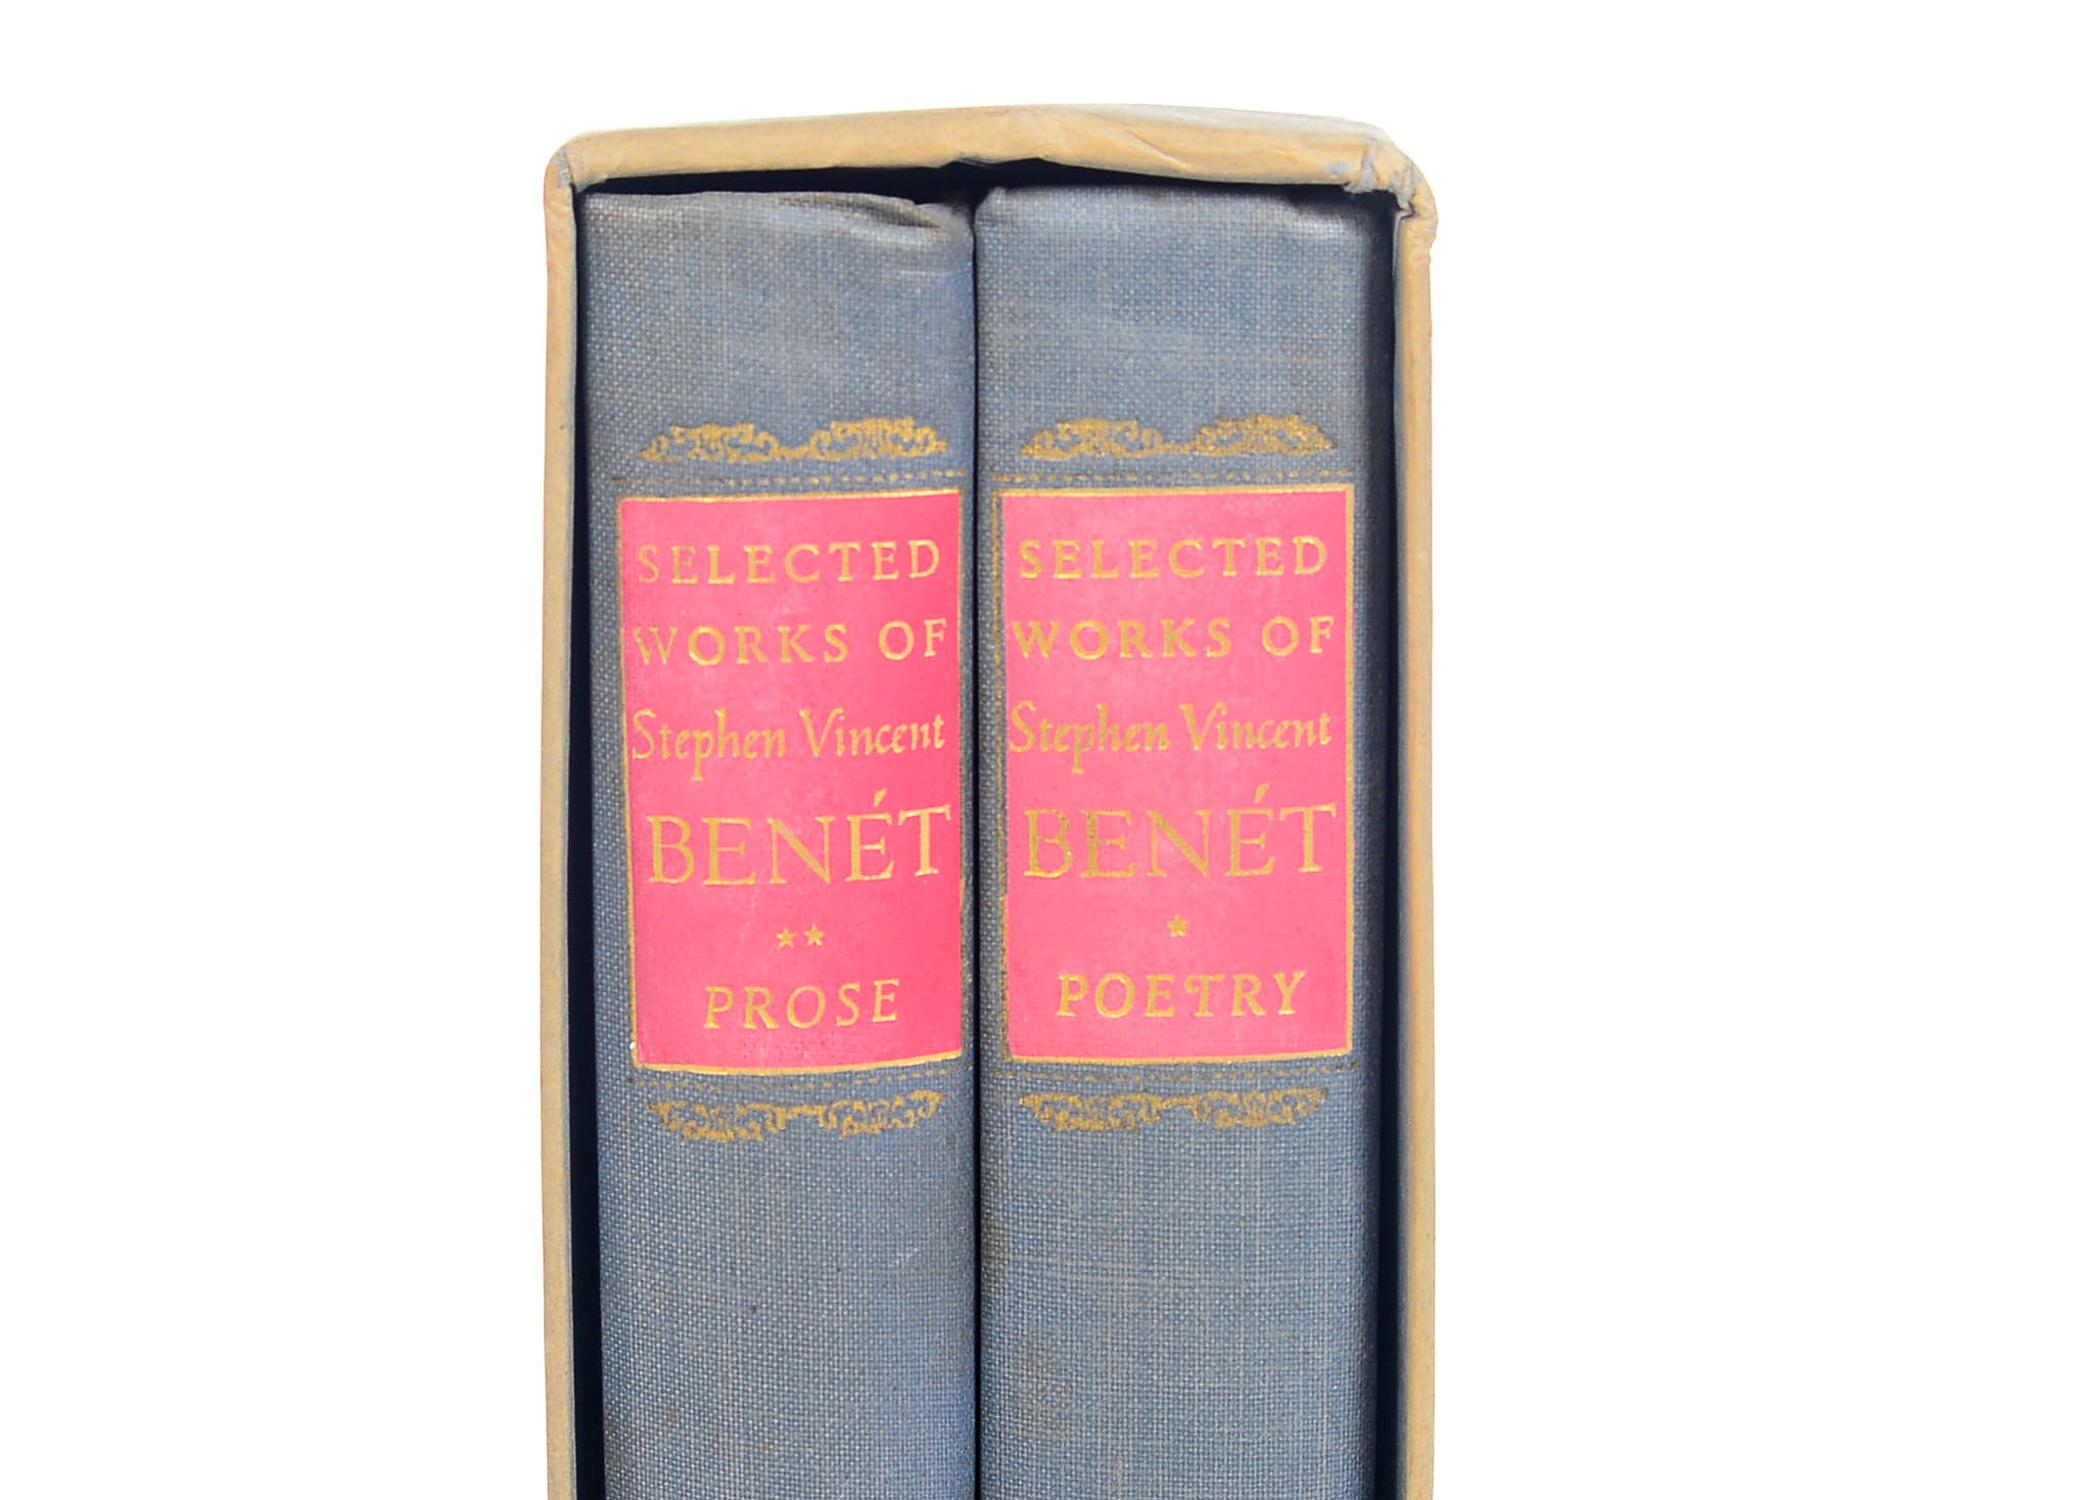 SELECTED
WORKS OF
Stephen Vincent
BENÉT
★★
PROSE
SELECTED
WORKS OF
Stephen Vincent
BENÉT
★
POETRY